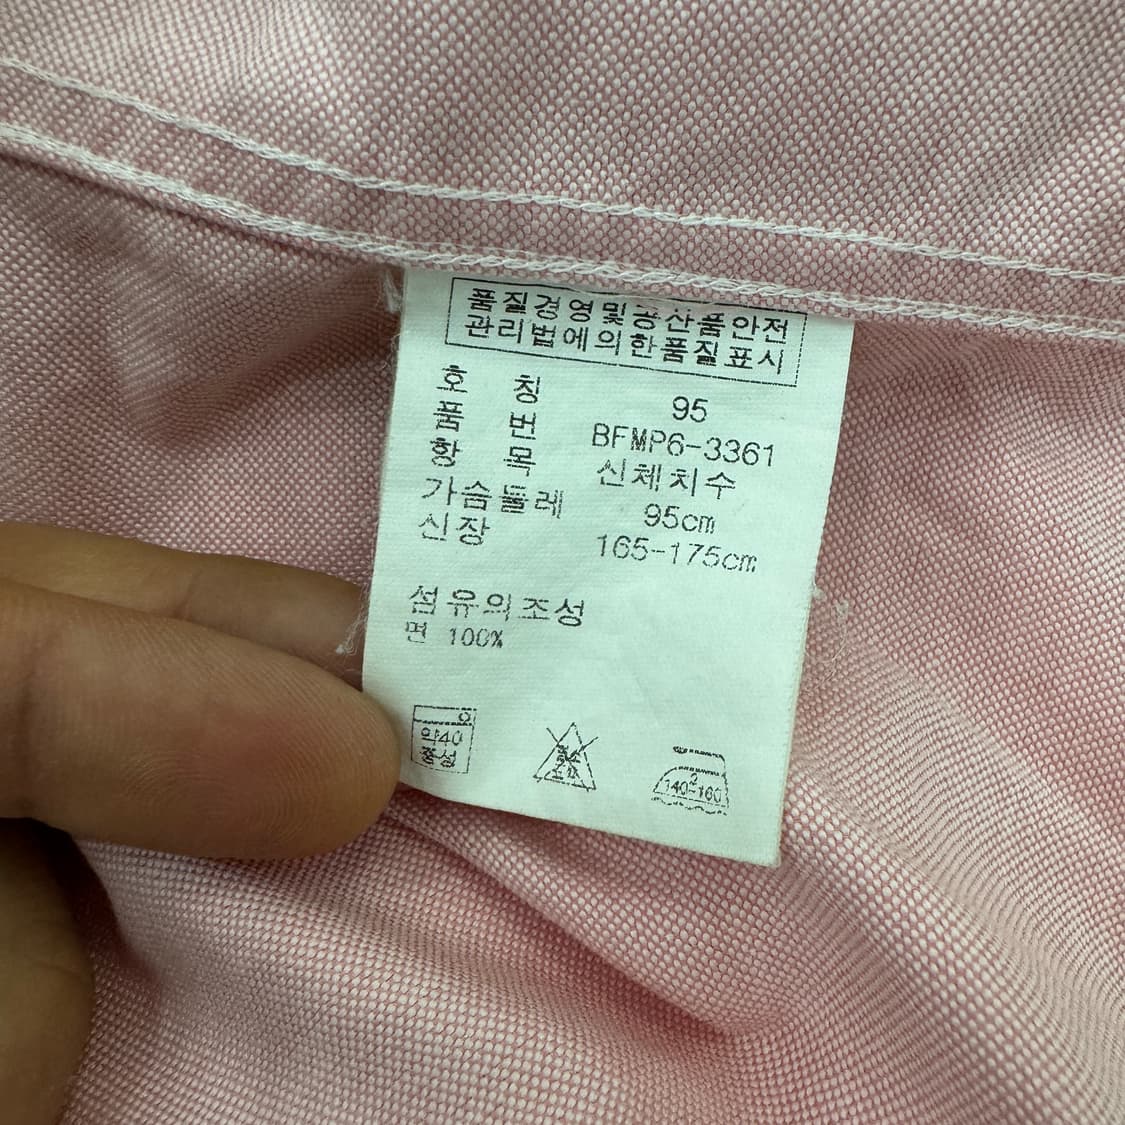 품질경영및공산품안전
관리법에의한품질표시
호 칭 95
품 번 BFMP6-3361
항 목 신체치수
가슴둘레 95cm
신장 165-175cm
섬유의조성
면 100%
약40
중성
2
140-160